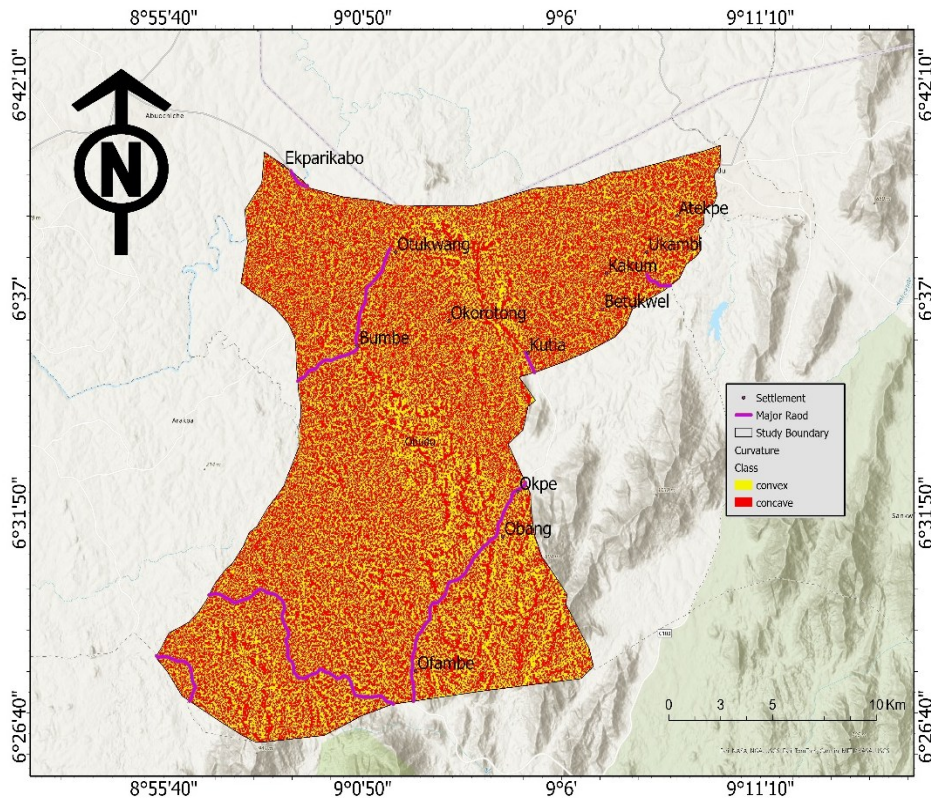 8°55'40" 9°0'50" 9°6' 9°11'10"
6°42'10"
6°42'10"
N
Abuochiche
Ekparikabo
Atekpe
Otukwang
Ukambi
Kakum
6°37'
6°37'
Betukwel
Okorotong
Bumbe
Kutia
Settlement
Major Raod
Study Boundary
Curvature
Class
convex
concave
Okpe
6°31'50"
6°31'50"
Obang
Ofambe
0 3 5 10 Km
6°26'40"
6°26'40"
8°55'40" 9°0'50" 9°6' 9°11'10"